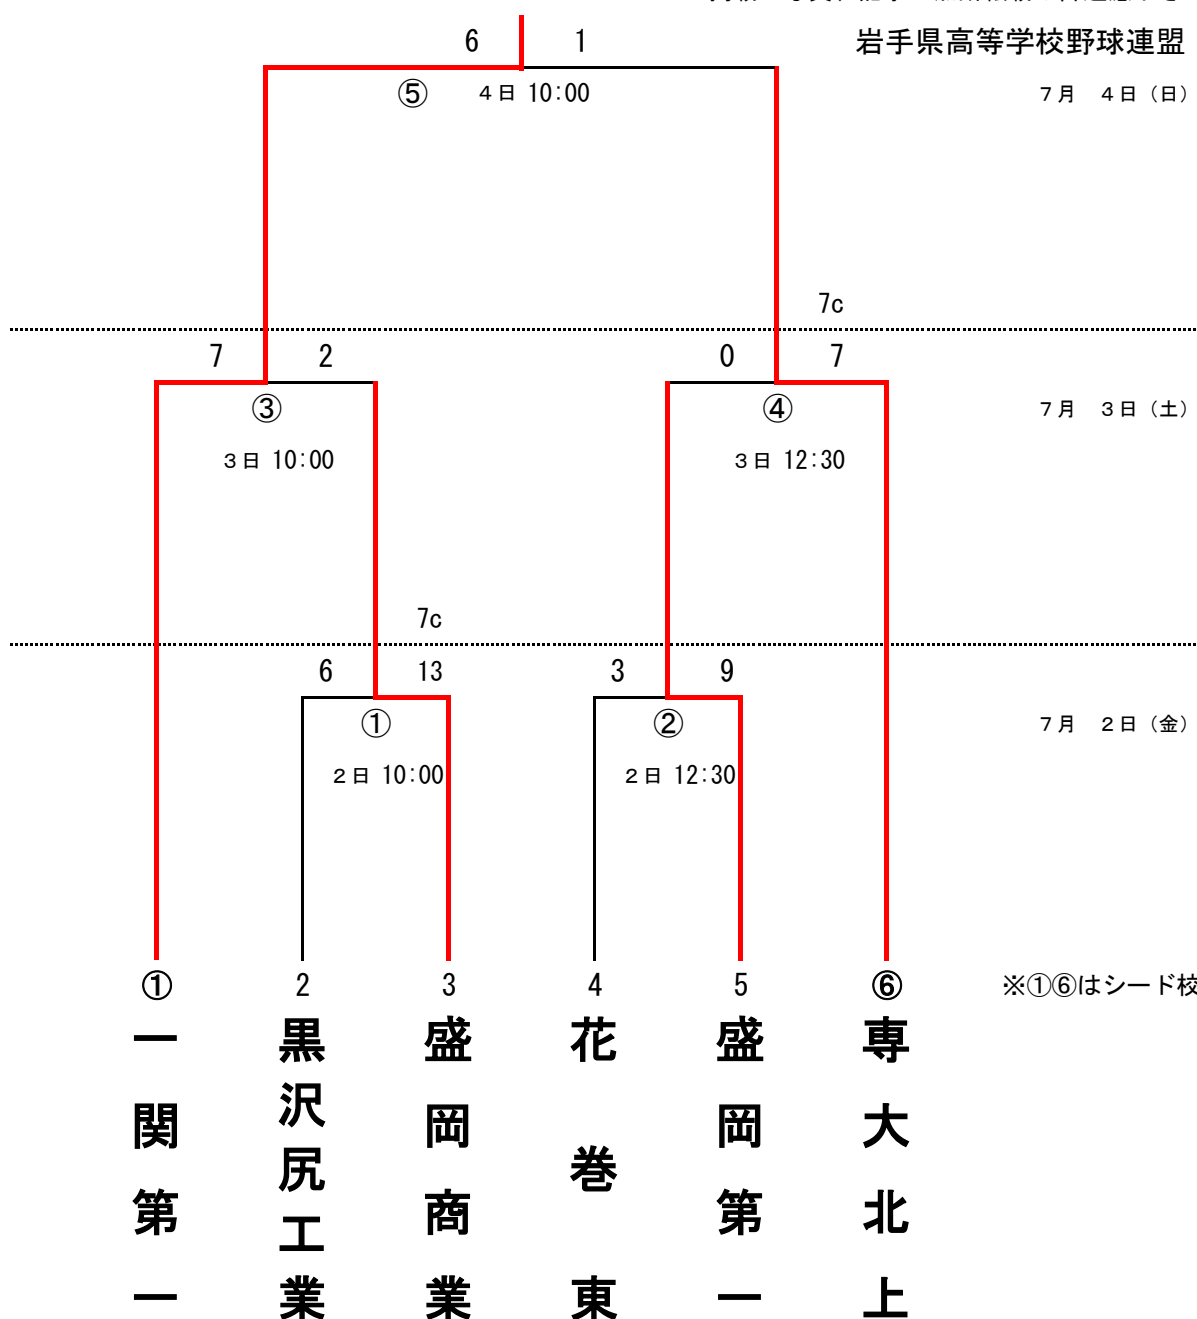 岩手県高等学校野球連盟
6 1
⑤ 4日 10:00
7月 4日(日)
7c
7 2
0 7
③
④
7月 3日(土)
3日 10:00
3日 12:30
7c
6 13
3 9
①
②
7月 2日(金)
2日 10:00
2日 12:30
① 2 3 4 5 ⑥
※①⑥はシード校
一関第一
黒沢尻工業
盛岡商業
花巻東
盛岡第一
専大北上